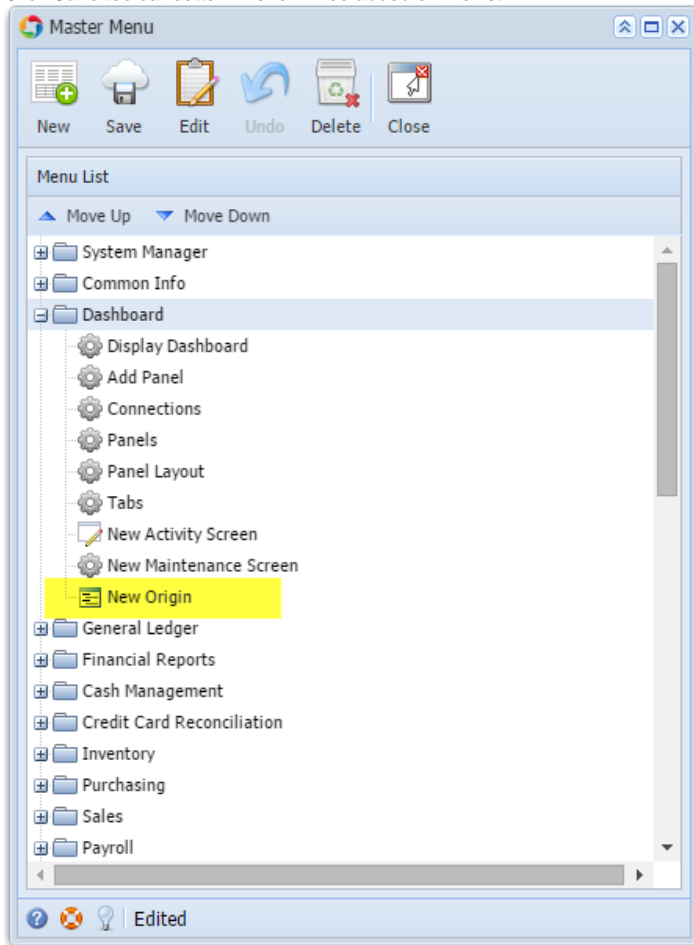 Master Menu
New Save Edit Undo Delete Close
Menu List
Move Up Move Down
System Manager
Common Info
Dashboard
Display Dashboard
Add Panel
Connections
Panels
Panel Layout
Tabs
New Activity Screen
New Maintenance Screen
New Origin
General Ledger
Financial Reports
Cash Management
Credit Card Reconciliation
Inventory
Purchasing
Sales
Payroll
Edited